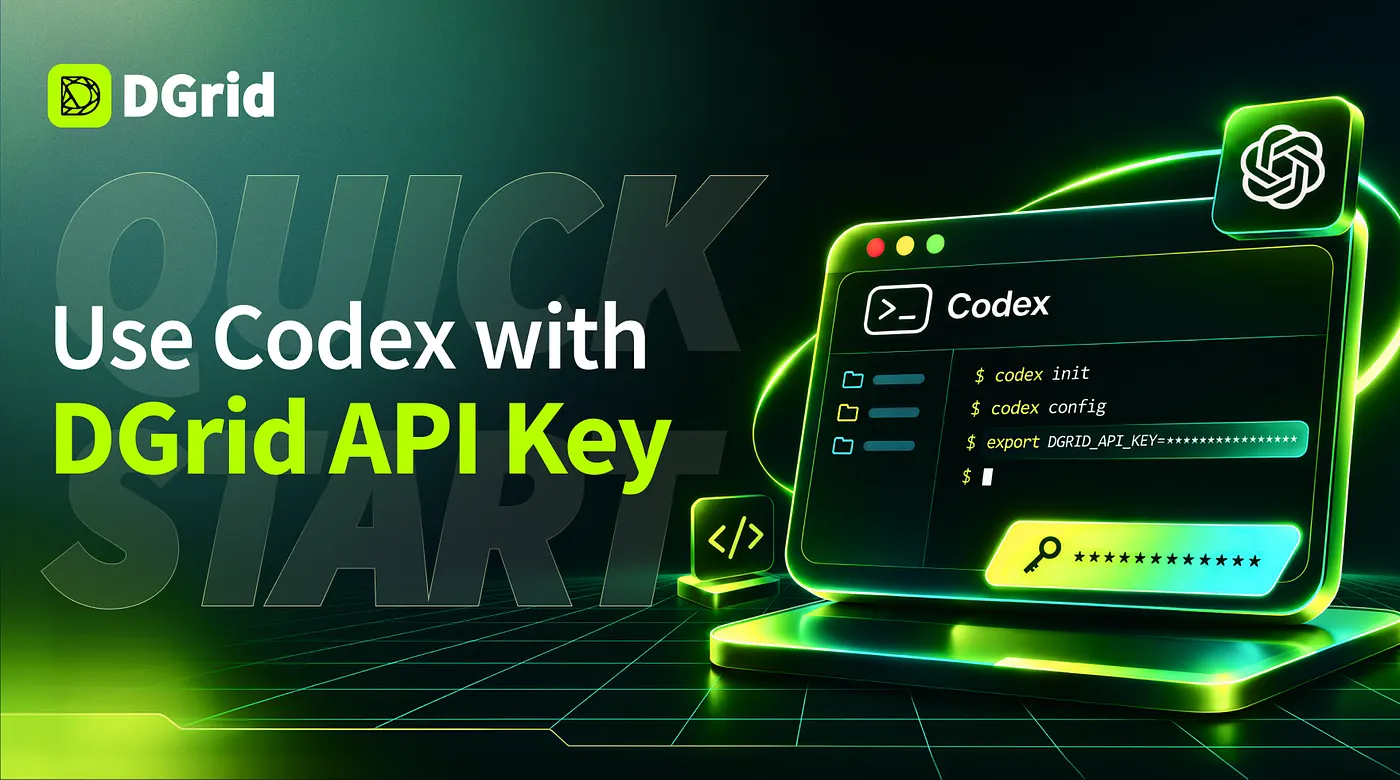 DGrid
QUICK
START
Use Codex with
DGrid API Key
>_ Codex
$ codex init
$ codex config
$ export DGRID_API_KEY=****************
$
</>
************